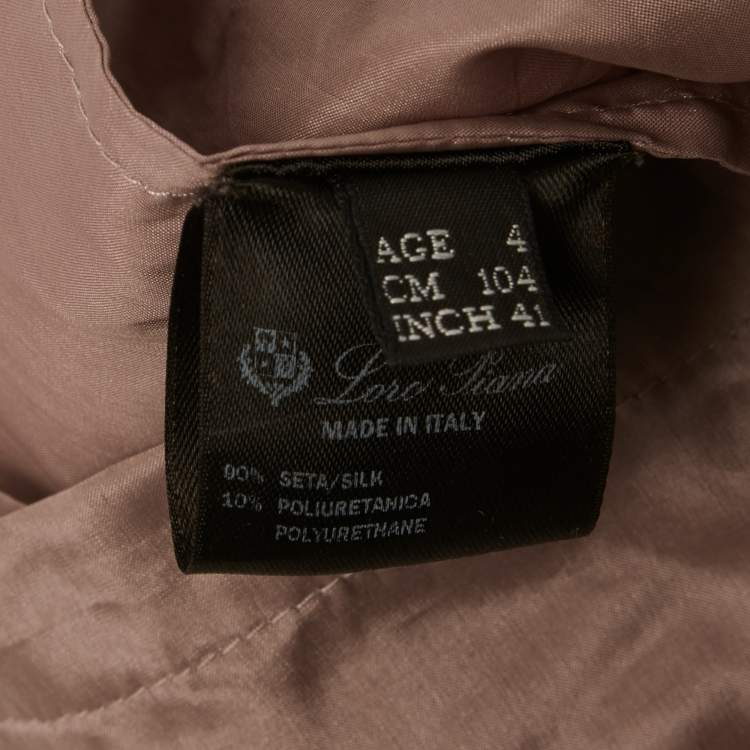 AGE 4
CM 104
INCH 41
Loro Piana
MADE IN ITALY
90% SETA/SILK
10% POLIURETANICA
POLYURETHANE